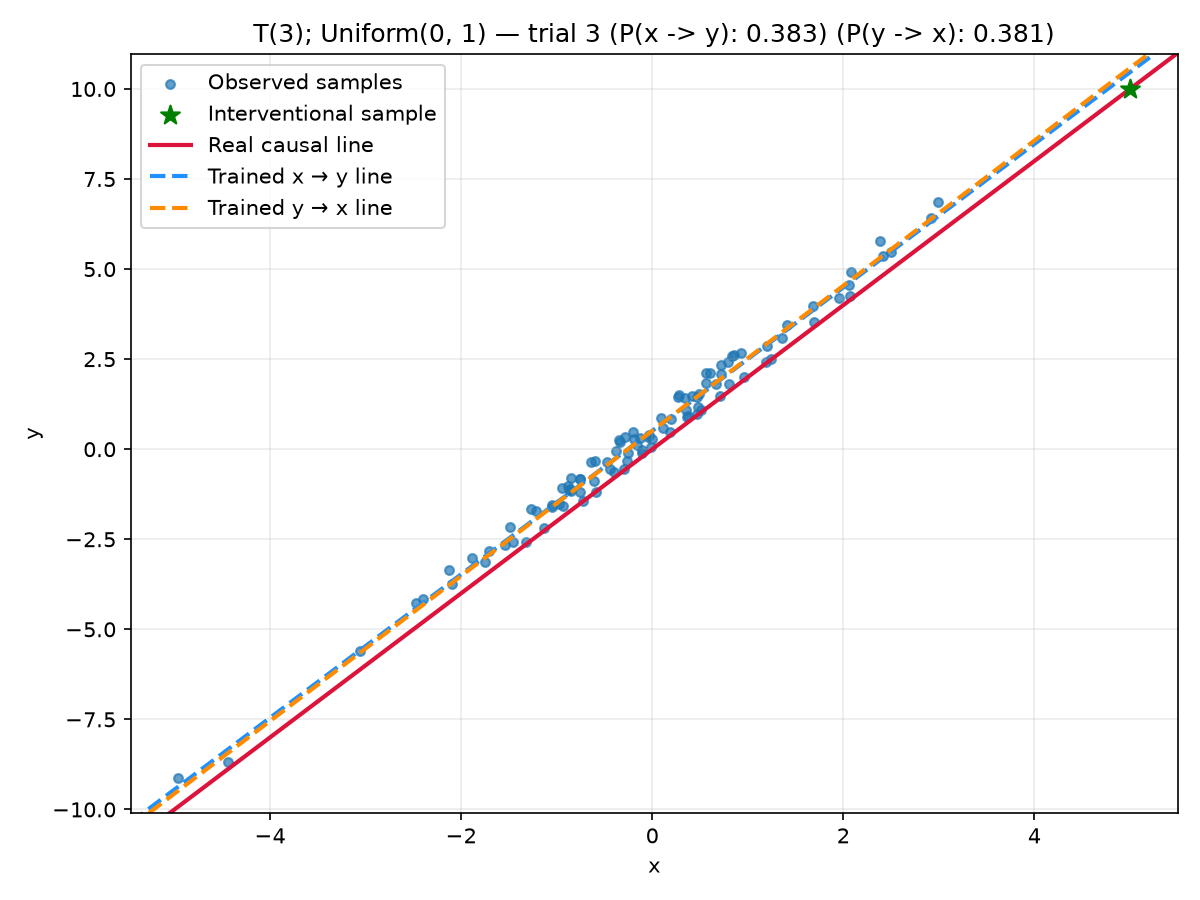 T(3); Uniform(0, 1) — trial 3 (P(x -> y): 0.383) (P(y -> x): 0.381)
Observed samples
Interventional sample
Real causal line
Trained x → y line
Trained y → x line
10.0
7.5
5.0
2.5
0.0
−2.5
−5.0
−7.5
−10.0
y
−4
−2
0
2
4
x